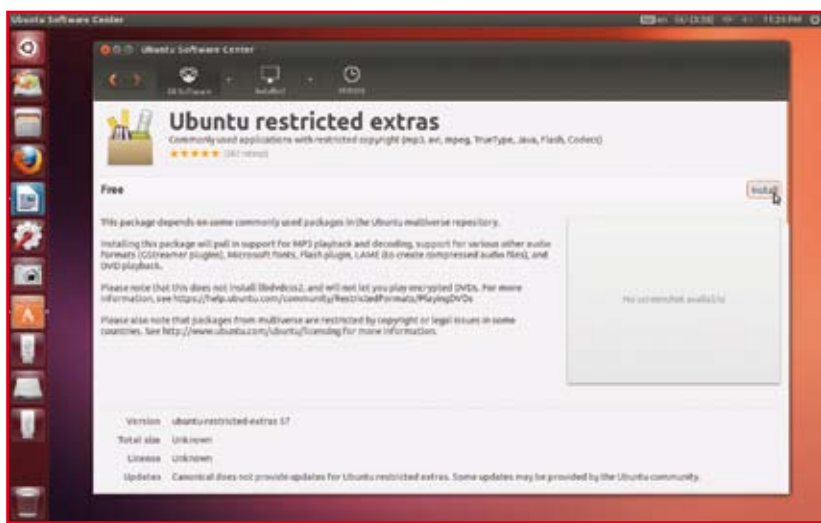 Ubuntu Software Center
11:21 PM
Ubuntu Software Center
All Software Installed History
Ubuntu restricted extras
Commonly used applications with restricted copyright (mp3, avi, mpeg, TrueType, Java, Flash, Codecs)
Free
Install
This package depends on some commonly used packages in the Ubuntu multiverse repository.
Installing this package will pull in support for MP3 playback and decoding, support for various other audio
formats (GStreamer plugins), Microsoft fonts, Flash plugin, LAME (to create compressed audio files), and
DVD playback.
Please note that this does not install libdvdcss2, and will not let you play encrypted DVDs. For more
information, see https://help.ubuntu.com/community/RestrictedFormats/PlayingDVDs
Please also note that packages from multiverse are restricted by copyright or legal issues in some
countries. See http://www.ubuntu.com/ubuntu/licensing for more information.
No screenshot available
Version ubuntu-restricted-extras 57
Total size Unknown
License Unknown
Updates Canonical does not provide updates for Ubuntu restricted extras. Some updates may be provided by the Ubuntu community.